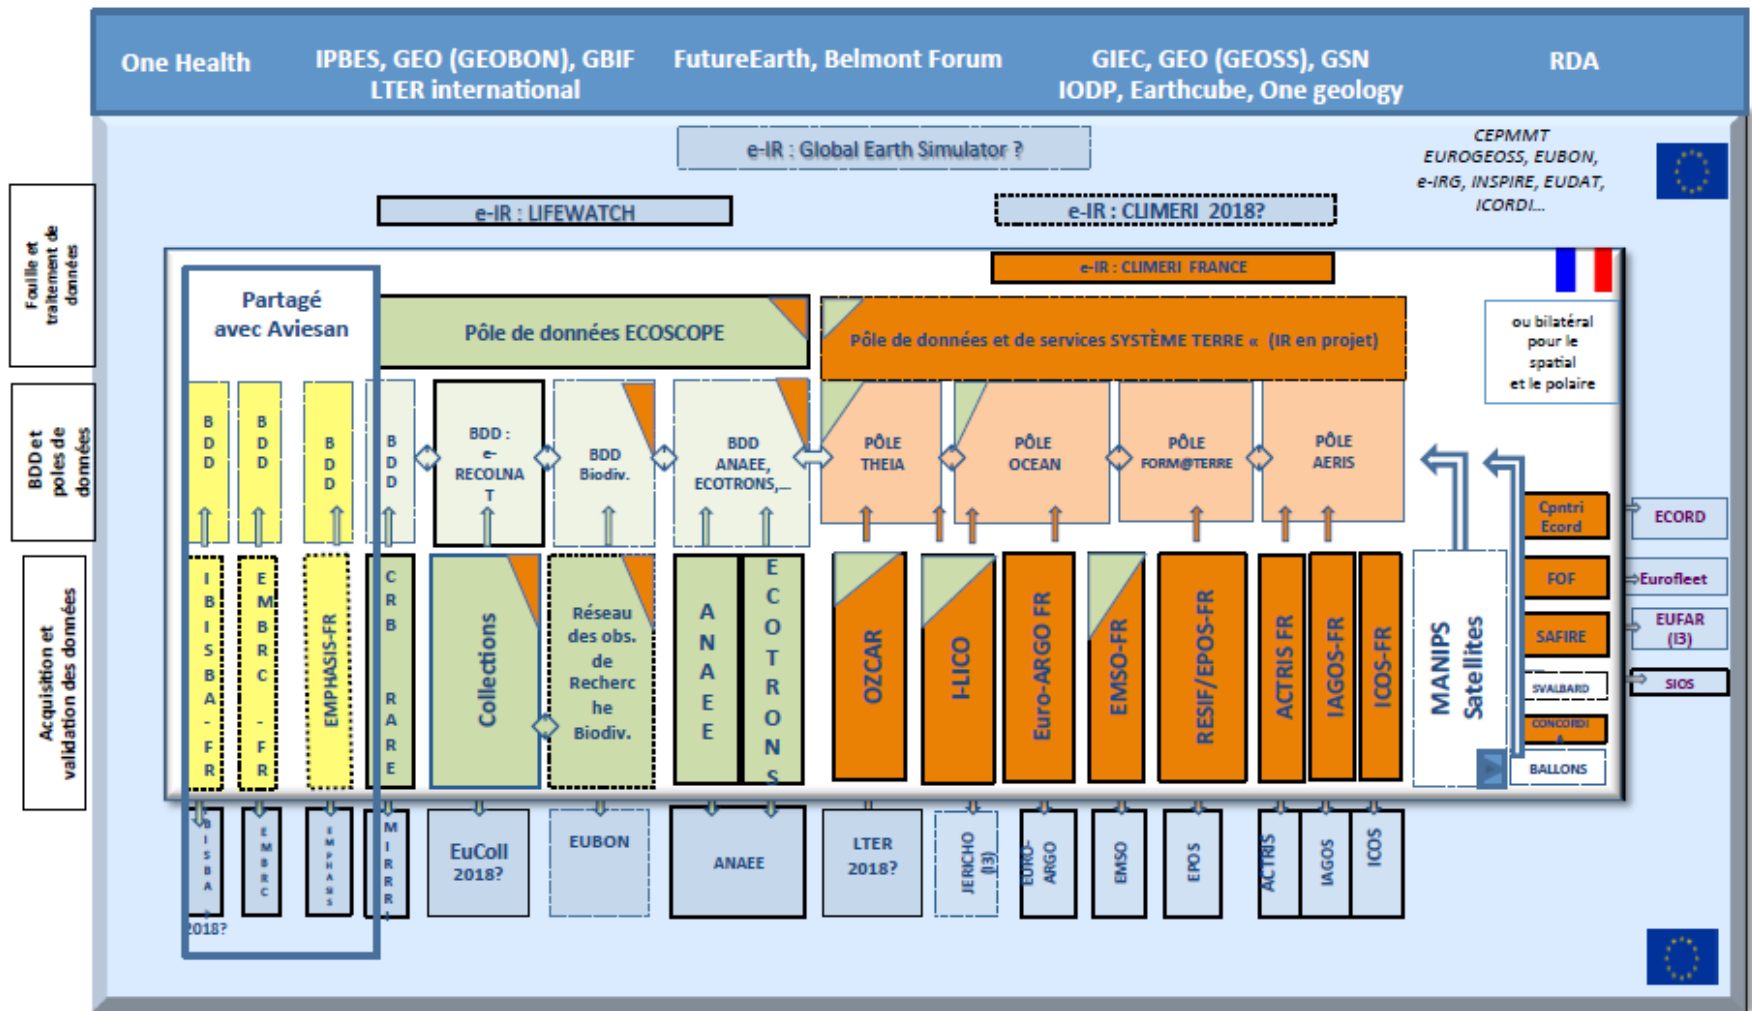 One Health
IPBES, GEO (GEOBON), GBIF
LTER international
FutureEarth, Belmont Forum
GIEC, GEO (GEOSS), GSN
IODP, Earthcube, One geology
RDA
e-IR : Global Earth Simulator ?
CEPMMT
EUROGEOSS, EUBON,
e-IRG, INSPIRE, EUDAT,
ICORDI...
e-IR : LIFEWATCH
e-IR : CLIMERI 2018?
Fouille et
traitement de
données
e-IR : CLIMERI FRANCE
Partagé
avec Aviesan
Pôle de données ECOSCOPE
Pôle de données et de services SYSTÈME TERRE « (IR en projet)
ou bilatéral
pour le
spatial
et le polaire
BDD et
poles de
données
BDD
BDD
BDD
BDD
BDD :
e-
RECOLNA
T
BDD
Biodiv.
BDD
ANAEE,
ECOTRONS,...
PÔLE
THEIA
PÔLE
OCEAN
PÔLE
FORM@TERRE
PÔLE
AERIS
Cpntri
Ecord
ECORD
FOF
Eurofleet
SAFIRE
EUFAR
(I3)
SVALBARD
SIOS
CONCORDI
A
BALLONS
Acquisition et
validation des données
IBISBA-FR
EMBRC-FR
EMPHASIS-FR
CRB RARE
Collections
Réseau
des obs.
de
Recherc
he
Biodiv.
ANAEE
ECOTRONS
OZCAR
I-LICO
Euro-ARGO FR
EMSO-FR
RESIF/EPOS-FR
ACTRIS FR
IAGOS-FR
ICOS-FR
MANIPS
Satellites
BISBA
2018?
EMBRC
EMPHASIS
MIRRRI
EuColl
2018?
EUBON
ANAEE
LTER
2018?
JERICHO
(I3)
EURO-
ARGO
EMSO
EPOS
ACTRIS
IAGOS
ICOS